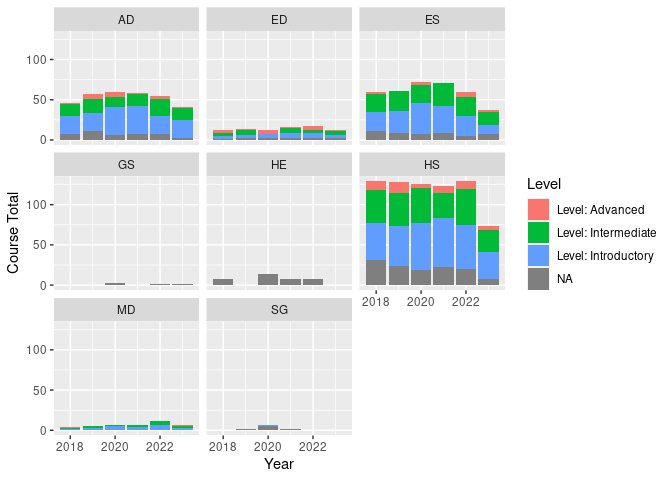 AD ED ES
100
50
0
GS HE HS
100
50
0
2018 2020 2022
MD SG
100
50
0
2018 2020 2022 2018 2020 2022
Year
Course Total
Level
Level: Advanced
Level: Intermediate
Level: Introductory
NA